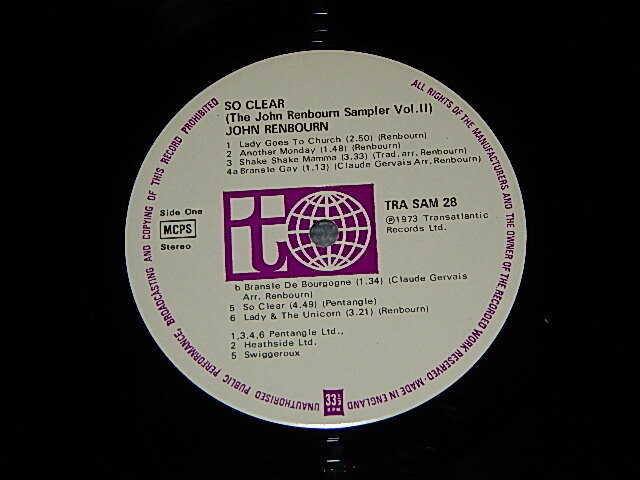 SO CLEAR
(The John Renbourn Sampler Vol.II)
JOHN RENBOURN
1 Lady Goes To Church (2.50) (Renbourn)
2 Another Monday (1.48) (Renbourn)
3 Shake Shake Mamma (3.33) (Trad. arr. Renbourn)
4a Bransle Gay (1.13) (Claude Gervais Arr. Renbourn)
Side One
MCPS
Stereo
t
TRA SAM 28
℗1973 Transatlantic
Records Ltd.
b Bransle De Bourgogne (1.34) (Claude Gervais
Arr. Renbourn)
5 So Clear (4.49) (Pentangle)
6 Lady & The Unicorn (3.21) (Renbourn)
1,3,4,6 Pentangle Ltd.,
2 Heathside Ltd.
5 Swiggeroux
ALL RIGHTS OF THE MANUFACTURERS AND THE OWNER OF THE RECORDED WORK RESERVED-MADE IN ENGLAND
33⅓
RPM
UNAUTHORISED PUBLIC PERFORMANCE, BROADCASTING AND COPYING OF THIS RECORD PROHIBITED